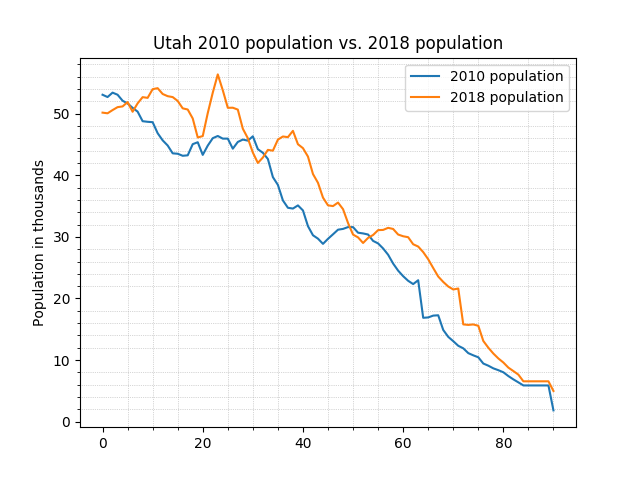 Utah 2010 population vs. 2018 population
2010 population
2018 population
Population in thousands
50
40
30
20
10
0
0 20 40 60 80